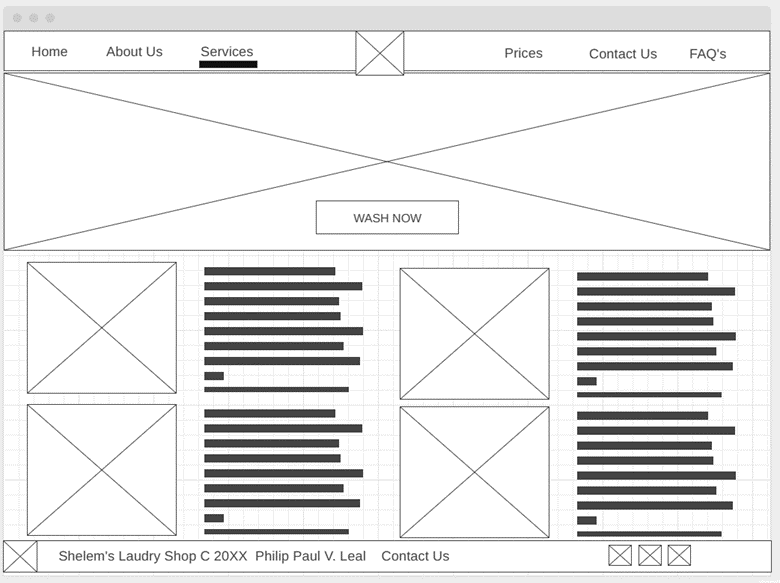 Home About Us Services Prices Contact Us FAQ's
WASH NOW
Shelem's Laudry Shop C 20XX Philip Paul V. Leal Contact Us